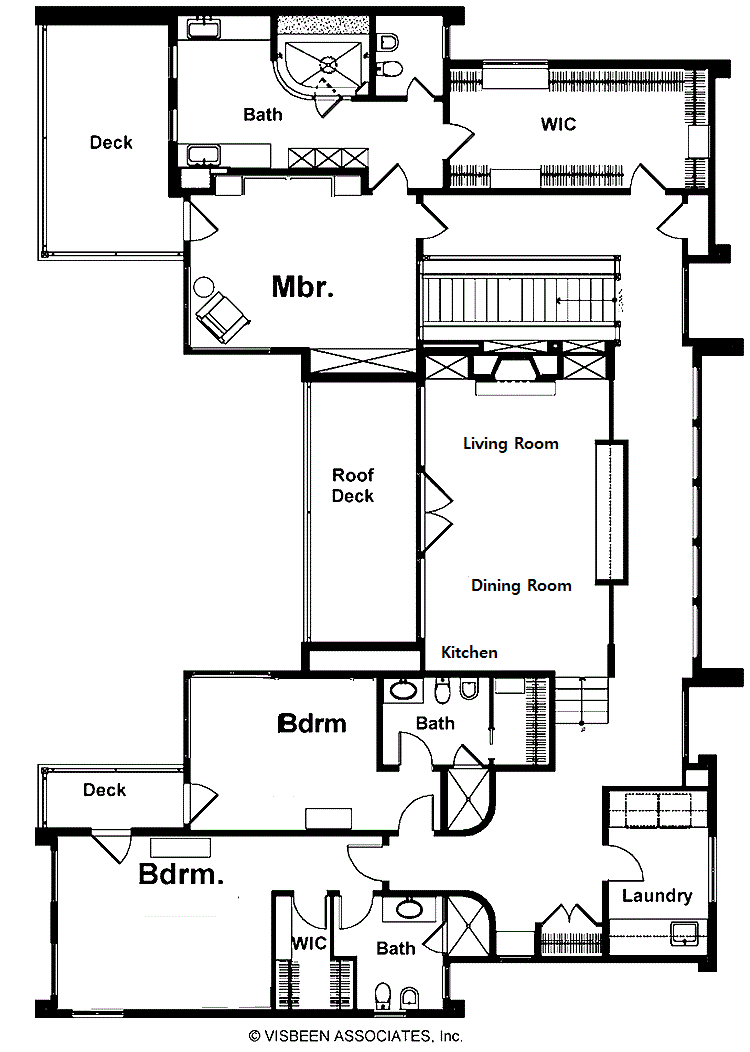 Bath
WIC
Deck
Mbr.
Living Room
Roof
Deck
Dining Room
Kitchen
Bdrm
Bath
Deck
Bdrm.
Laundry
WIC
Bath
© VISBEEN ASSOCIATES, Inc.